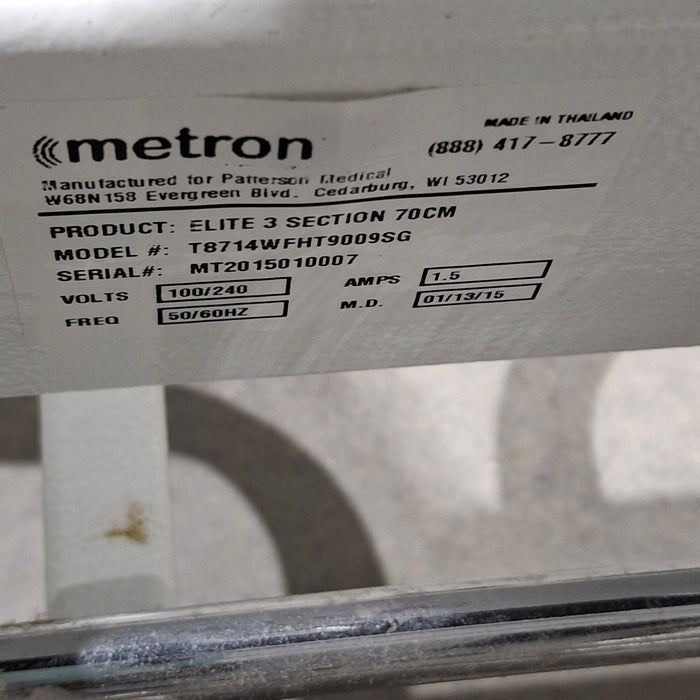 metron
MADE IN THAILAND
(888) 417-8777
Manufactured for Patterson Medical
W68N158 Evergreen Blvd. Cedarburg, WI 53012
PRODUCT: ELITE 3 SECTION 70CM
MODEL #: T8714WFHT9009SG
SERIAL#: MT2015010007
VOLTS 100/240 AMPS 1.5
FREQ 50/60HZ M.D. 01/13/15